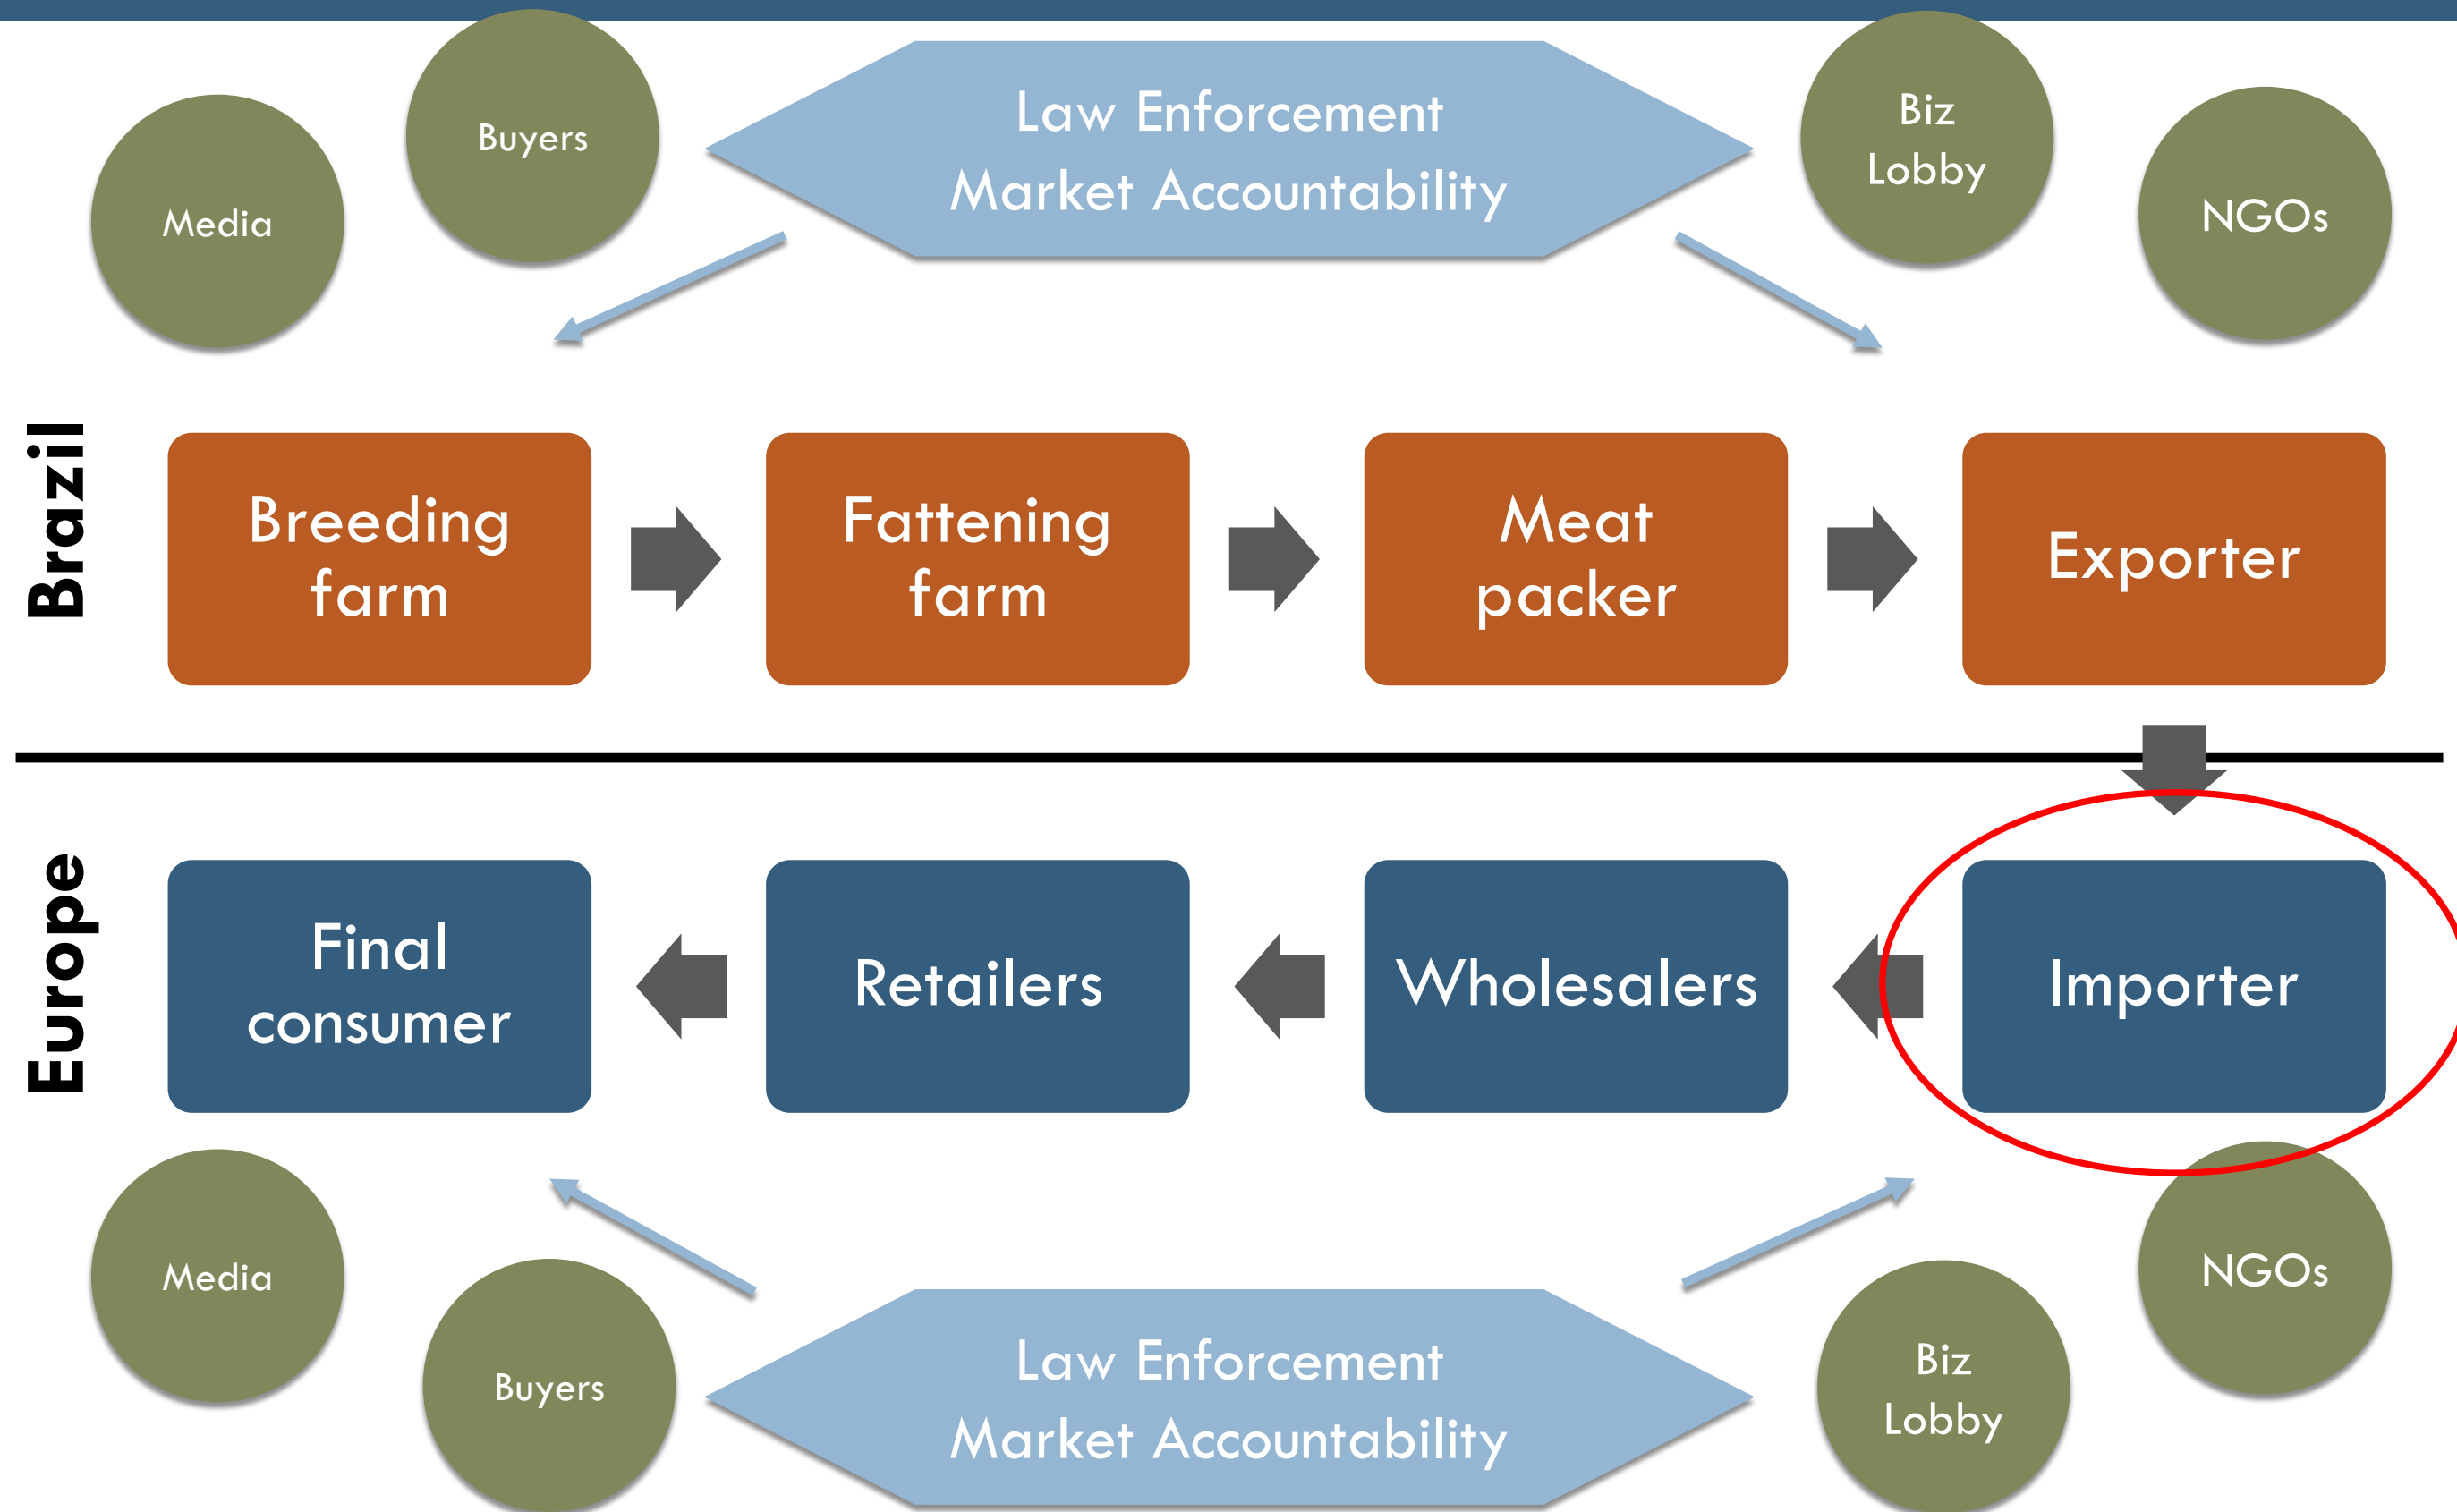 Media
Buyers
Law Enforcement
Market Accountability
Biz
Lobby
NGOs
Brazil
Breeding
farm
Fattening
farm
Meat
packer
Exporter
Europe
Final
consumer
Retailers
Wholesalers
Importer
Media
Buyers
Law Enforcement
Market Accountability
Biz
Lobby
NGOs